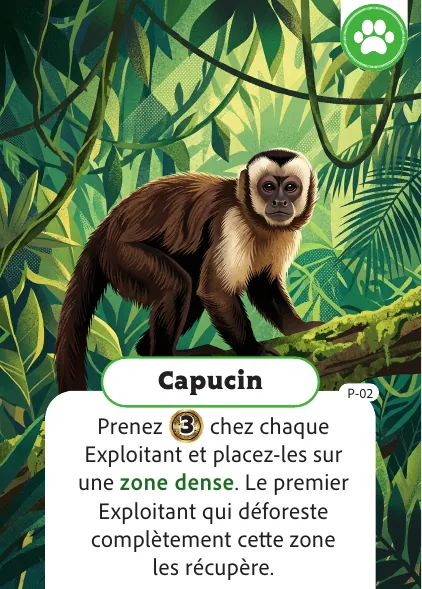 Capucin
P-02
Prenez 3 chez chaque
Exploitant et placez-les sur
une zone dense. Le premier
Exploitant qui déforeste
complètement cette zone
les récupère.